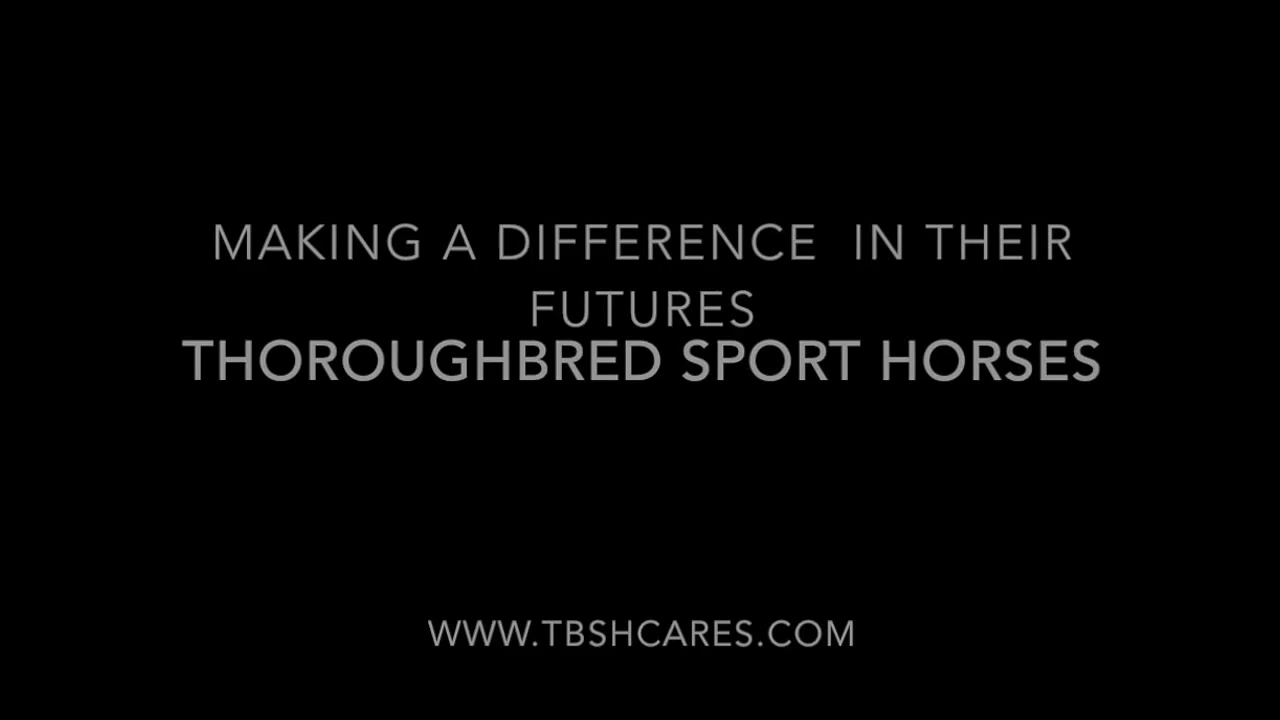 MAKING A DIFFERENCE  IN THEIR
FUTURES
THOROUGHBRED SPORT HORSES
WWW.TBSHCARES.COM